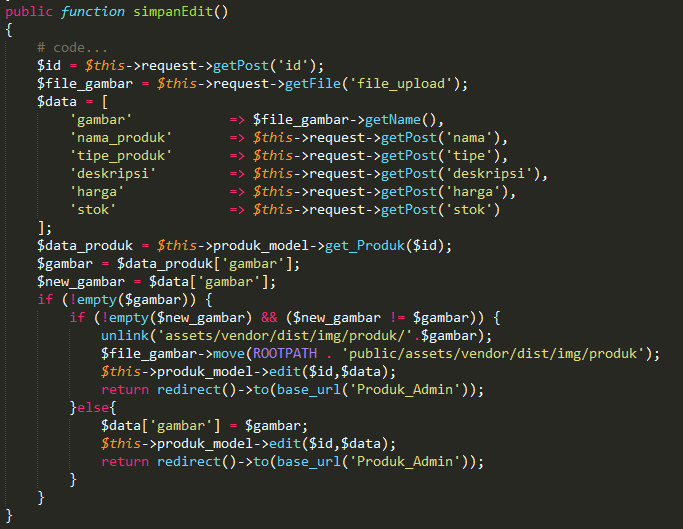 public function simpanEdit()
{
    # code...
    $id = $this->request->getPost('id');
    $file_gambar = $this->request->getFile('file_upload');
    $data = [
        'gambar'            => $file_gambar->getName(),
        'nama_produk'       => $this->request->getPost('nama'),
        'tipe_produk'       => $this->request->getPost('tipe'),
        'deskripsi'         => $this->request->getPost('deskripsi'),
        'harga'             => $this->request->getPost('harga'),
        'stok'              => $this->request->getPost('stok')
    ];
    $data_produk = $this->produk_model->get_Produk($id);
    $gambar = $data_produk['gambar'];
    $new_gambar = $data['gambar'];
    if (!empty($gambar)) {
        if (!empty($new_gambar) && ($new_gambar != $gambar)) {
            unlink('assets/vendor/dist/img/produk/'.$gambar);
            $file_gambar->move(ROOTPATH . 'public/assets/vendor/dist/img/produk');
            $this->produk_model->edit($id,$data);
            return redirect()->to(base_url('Produk_Admin'));
        }else{
            $data['gambar'] = $gambar;
            $this->produk_model->edit($id,$data);
            return redirect()->to(base_url('Produk_Admin'));
        }
    }
}